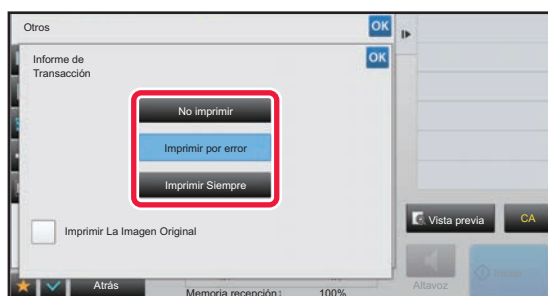 Otros
OK
Informe de
Transacción
OK
No imprimir
Imprimir por error
Imprimir Siempre
Imprimir La Imagen Original
Vista previa
CA
Atrás
Memoria recepción:
100%
Altavoz
Iniciar